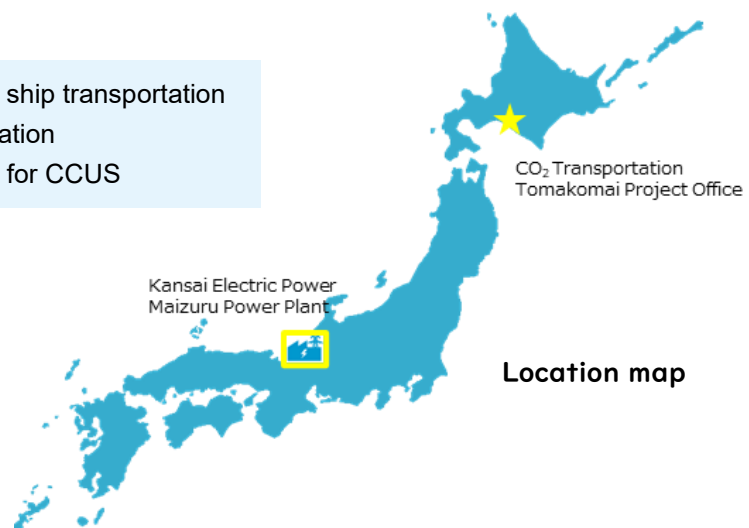 ship transportation
ation
for CCUS
CO₂ Transportation
Tomakomai Project Office
Kansai Electric Power
Maizuru Power Plant
Location map